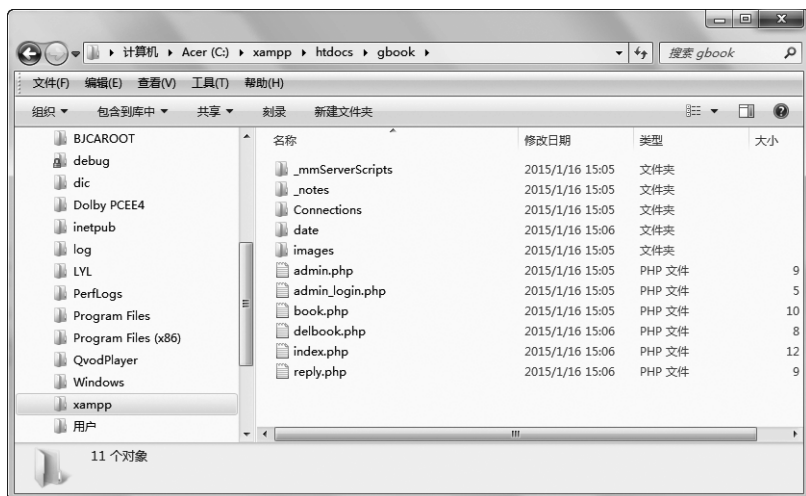 计算机 ▸ Acer (C:) ▸ xampp ▸ htdocs ▸ gbook ▸ 搜索 gbook
文件(F) 编辑(E) 查看(V) 工具(T) 帮助(H)
组织 ▾ 包含到库中 ▾ 共享 ▾ 刻录 新建文件夹
BJCAROOT
debug
dic
Dolby PCEE4
inetpub
log
LYL
PerfLogs
Program Files
Program Files (x86)
QvodPlayer
Windows
xampp
用户
名称 修改日期 类型 大小
_mmServerScripts 2015/1/16 15:05 文件夹
_notes 2015/1/16 15:05 文件夹
Connections 2015/1/16 15:05 文件夹
date 2015/1/16 15:06 文件夹
images 2015/1/16 15:05 文件夹
admin.php 2015/1/16 15:05 PHP 文件 9
admin_login.php 2015/1/16 15:05 PHP 文件 5
book.php 2015/1/16 15:05 PHP 文件 10
delbook.php 2015/1/16 15:06 PHP 文件 8
index.php 2015/1/16 15:06 PHP 文件 12
reply.php 2015/1/16 15:06 PHP 文件 9
11 个对象